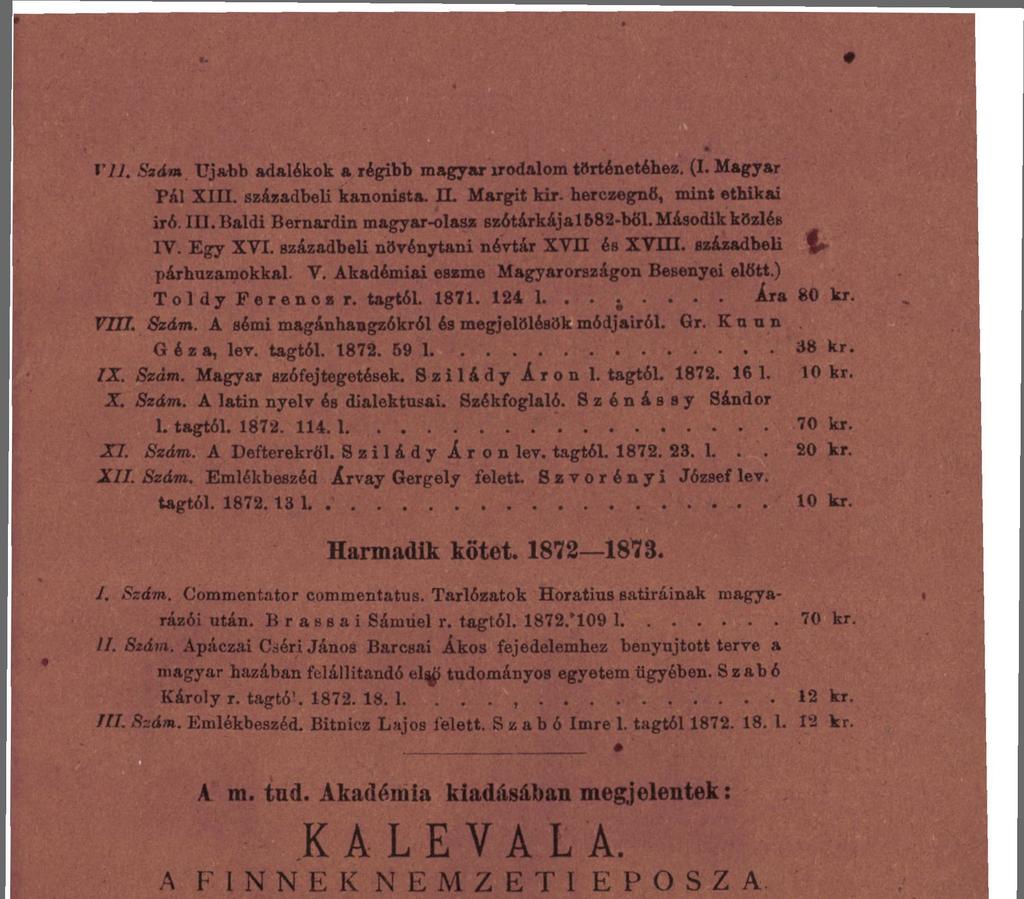 VII. Szám. Ujabb adalékok a régibb magyar irodalom történetéhez. (I. Magyar
Pál XIII. századbeli kanonista. II. Margit kir. herczegnő, mint ethikai
iró. III. Baldi Bernardin magyar-olasz szótárkája 1582-ből. Második közlés
IV. Egy XVI. századbeli növénytani névtár XVII és XVIII. századbeli
párhuzamokkal. V. Akadémiai eszme Magyarországon Besenyei előtt.)
Toldy Ferencz r. tagtól. 1871. 124 l. . . . . . . . . Ára 80 kr.
VIII. Szám. A sémi magánhangzókról és megjelölésök módjairól. Gr. Kuun
Géza, lev. tagtól. 1872. 59 l. . . . . . . . . . . . . . 38 kr.
IX. Szám. Magyar szófejtegetések. Szilády Áron l. tagtól. 1872. 16 l. 10 kr.
X. Szám. A latin nyelv és dialektusai. Székfoglaló. Szénássy Sándor
l. tagtól. 1872. 114. l. . . . . . . . . . . . . . . . . 70 kr.
XI. Szám. A Defterekről. Szilády Áron lev. tagtól. 1872. 23. l. . . 20 kr.
XII. Szám. Emlékbeszéd Árvay Gergely felett. Szvorényi József lev.
tagtól. 1872. 13 l. . . . . . . . . . . . . . . . . . . 10 kr.
Harmadik kötet. 1872—1873.
I. Szám. Commentator commentatus. Tarlózatok Horatius satiráinak magya-
rázói után. Brassai Sámuel r. tagtól. 1872. 109 l. . . . . . . 70 kr.
II. Szám. Apáczai Cséri János Barcsai Ákos fejedelemhez benyujtott terve a
magyar hazában felállitandó első tudományos egyetem ügyében. Szabó
Károly r. tagtól. 1872. 18. l. . . . , . . . . . . . . . . 12 kr.
III. Szám. Emlékbeszéd. Bitnicz Lajos felett. Szabó Imre l. tagtól 1872. 18. l. 12 kr.
A m. tud. Akadémia kiadásában megjelentek:
KALEVALA.
A FINNEK NEMZETI EPOSZA.